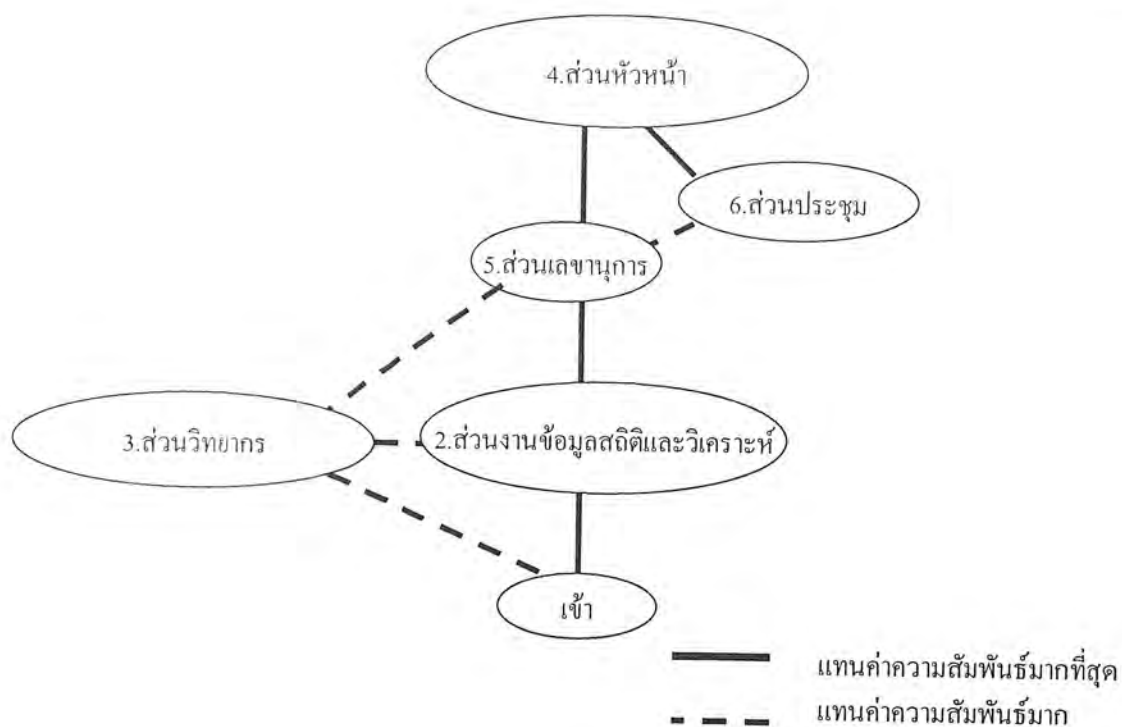 4.ส่วนหัวหน้า
6.ส่วนประชุม
5.ส่วนเลขานุการ
3.ส่วนวิทยากร
2.ส่วนงานข้อมูลสถิติและวิเคราะห์
เข้า
แทนค่าความสัมพันธ์มากที่สุด
แทนค่าความสัมพันธ์มาก